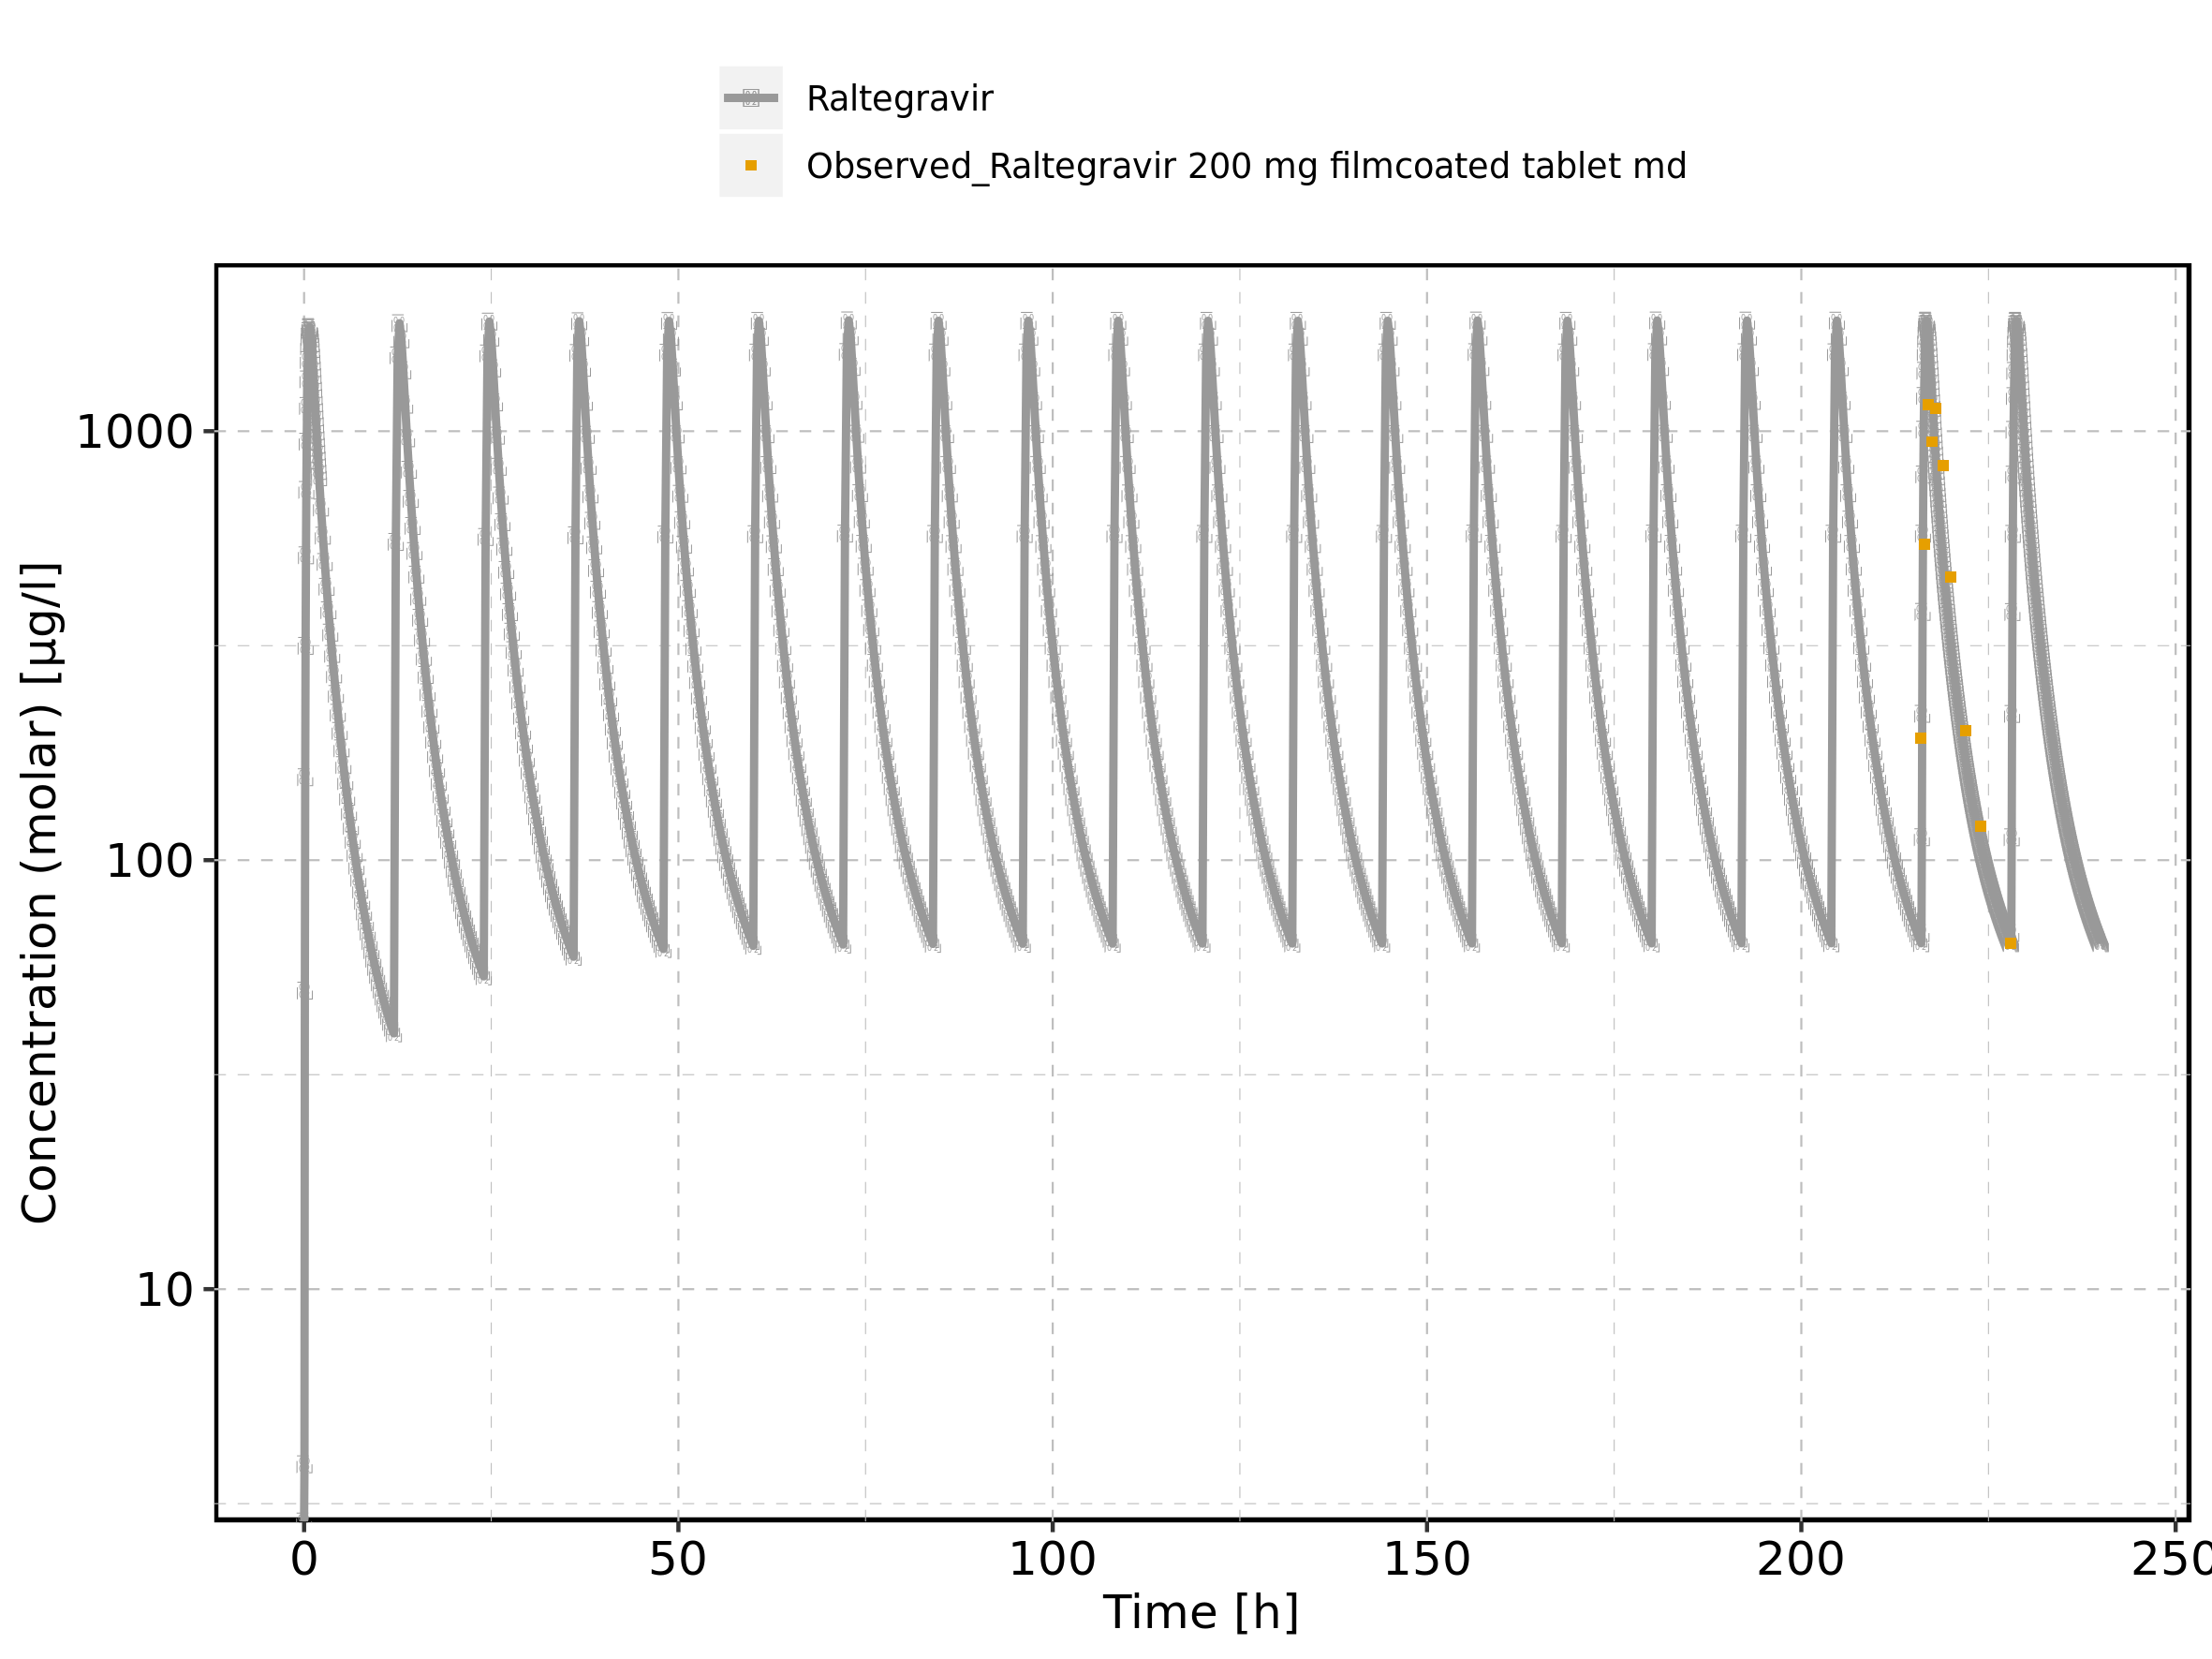 Raltegravir
Observed_Raltegravir 200 mg filmcoated tablet md
Concentration (molar) [µg/l]
1000
100
10
0 50 100 150 200 250
Time [h]